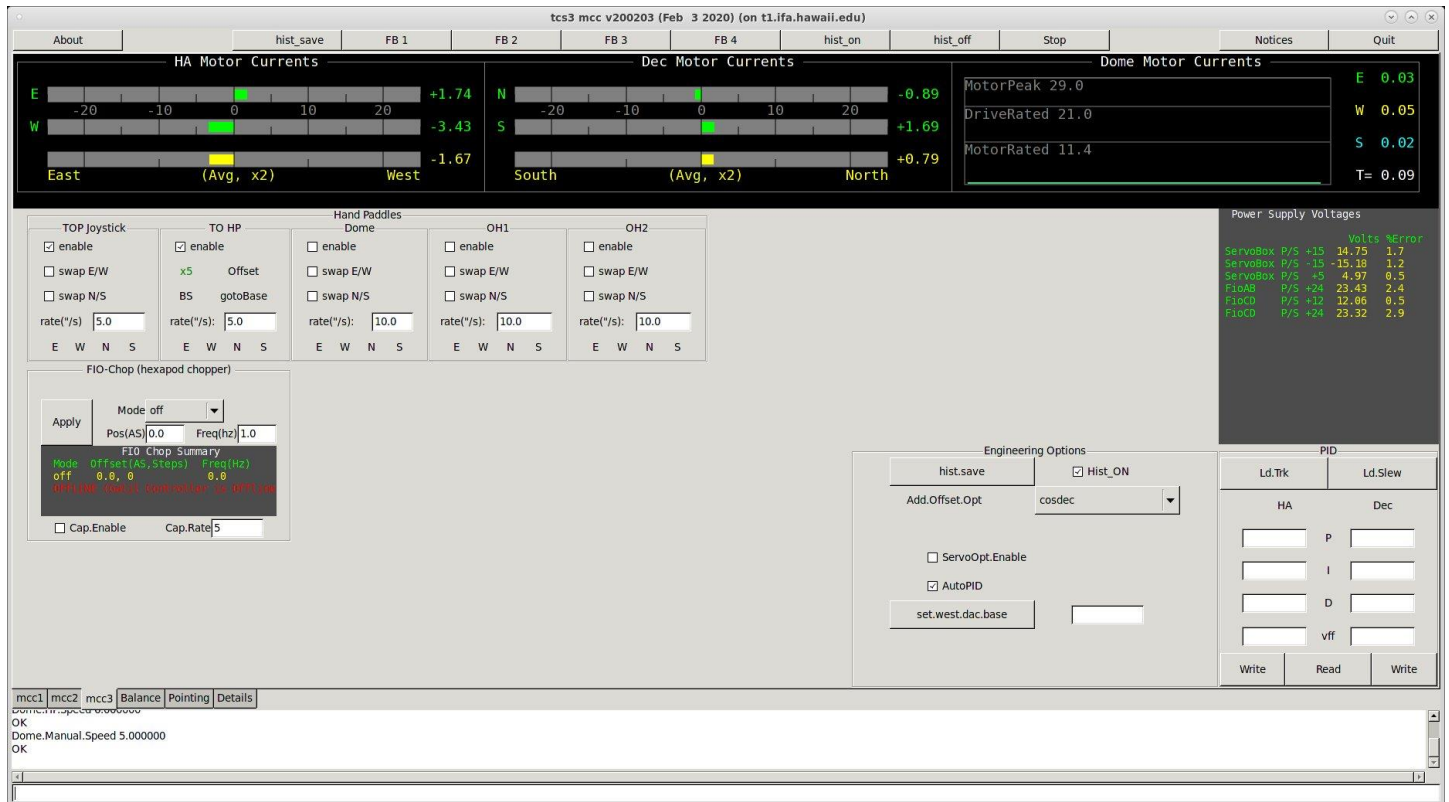 tcs3 mcc v200203 (Feb  3 2020) (on t1.ifa.hawaii.edu)
About hist_save FB 1 FB 2 FB 3 FB 4 hist_on hist_off Stop Notices Quit
HA Motor Currents
E +1.74
-20 -10 0 10 20
W -3.43
-1.67
East (Avg, x2) West
Dec Motor Currents
N -0.89
-20 -10 0 10 20
S +1.69
+0.79
South (Avg, x2) North
Dome Motor Currents
MotorPeak 29.0
DriveRated 21.0
MotorRated 11.4
E 0.03
W 0.05
S 0.02
T= 0.09
Hand Paddles
TOP Joystick
enable
swap E/W
swap N/S
rate("/s) 5.0
E W N S
TO HP
enable
x5 Offset
BS gotoBase
rate("/s): 5.0
E W N S
Dome
enable
swap E/W
swap N/S
rate("/s): 10.0
E W N S
OH1
enable
swap E/W
swap N/S
rate("/s): 10.0
E W N S
OH2
enable
swap E/W
swap N/S
rate("/s): 10.0
E W N S
Power Supply Voltages
Volts %Error
ServoBox P/S +15 14.75 1.7
ServoBox P/S -15 -15.18 1.2
ServoBox P/S +5 4.97 0.5
FioAB P/S +24 23.43 2.4
FioCD P/S +12 12.06 0.5
FioCD P/S +24 23.32 2.9
FIO-Chop (hexapod chopper)
Apply
Mode off
Pos(AS) 0.0 Freq(hz) 1.0
FIO Chop Summary
Mode Offset(AS,Steps) Freq(Hz)
off 0.0, 0 0.0
Cap.Enable Cap.Rate 5
Engineering Options
hist.save Hist_ON
Add.Offset.Opt cosdec
ServoOpt.Enable
AutoPID
set.west.dac.base
PID
Ld.Trk Ld.Slew
HA Dec
P
I
D
vff
Write Read Write
mcc1 mcc2 mcc3 Balance Pointing Details
OK
Dome.Manual.Speed 5.000000
OK